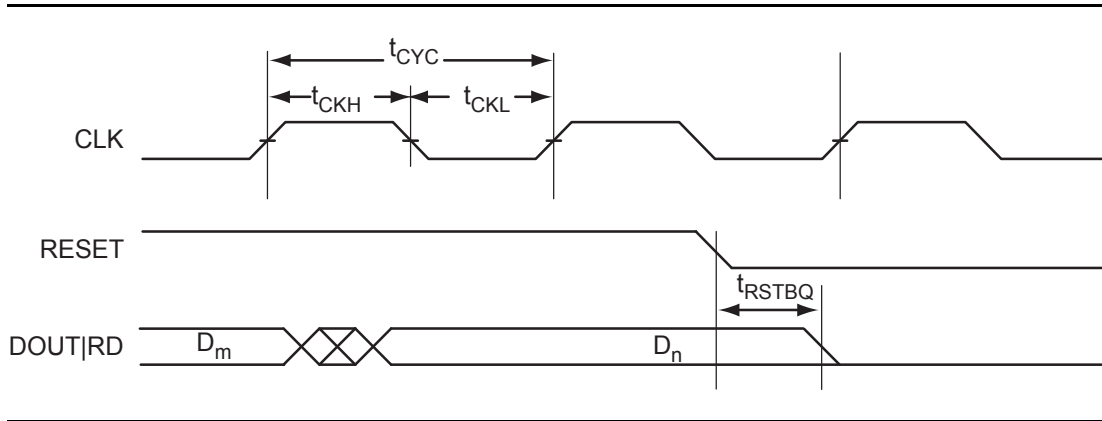 tCYC
tCKH tCKL
CLK
RESET
tRSTBQ
DOUT|RD Dm Dn